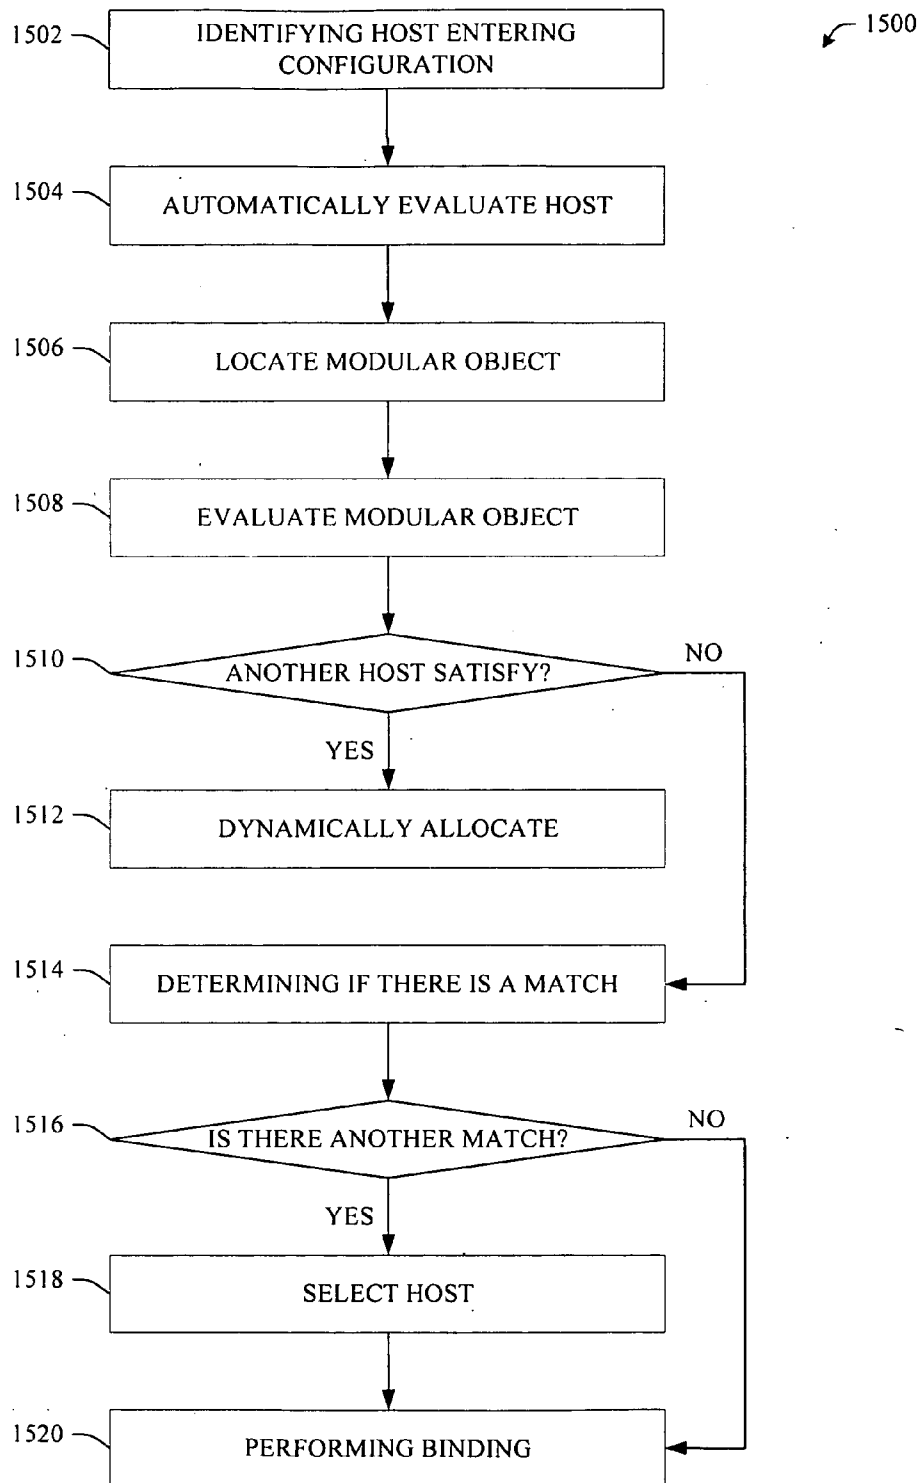 1500
1502
IDENTIFYING HOST ENTERING
CONFIGURATION
1504
AUTOMATICALLY EVALUATE HOST
1506
LOCATE MODULAR OBJECT
1508
EVALUATE MODULAR OBJECT
1510
ANOTHER HOST SATISFY?
NO
YES
1512
DYNAMICALLY ALLOCATE
1514
DETERMINING IF THERE IS A MATCH
1516
IS THERE ANOTHER MATCH?
NO
YES
1518
SELECT HOST
1520
PERFORMING BINDING